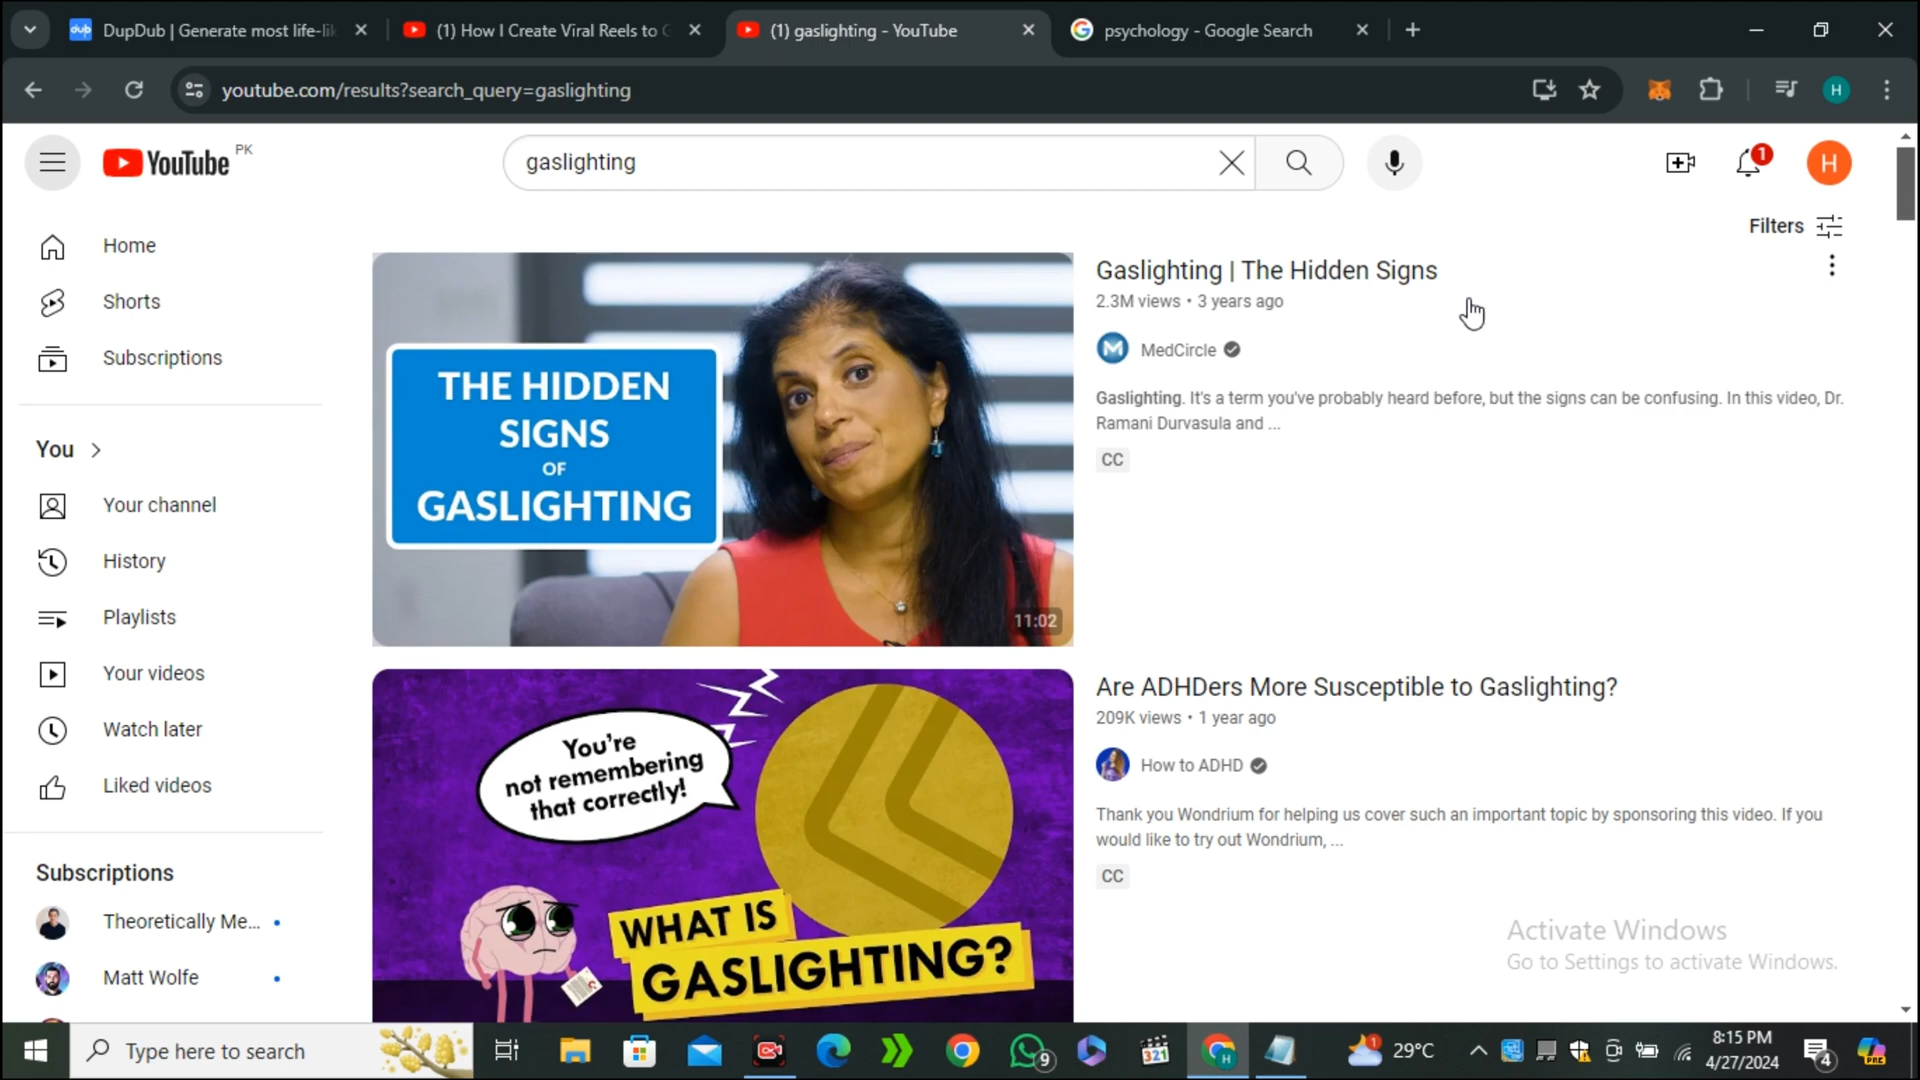 DupDub | Generate most life-lik
(1) How I Create Viral Reels to G
(1) gaslighting - YouTube
psychology - Google Search
youtube.com/results?search_query=gaslighting
H
YouTube PK
gaslighting
1
H
Filters
Home
Shorts
Subscriptions
You
Your channel
History
Playlists
Your videos
Watch later
Liked videos
Subscriptions
Theoretically Me...
Matt Wolfe
THE HIDDEN
SIGNS
OF
GASLIGHTING
11:02
Gaslighting | The Hidden Signs
2.3M views • 3 years ago
MedCircle
Gaslighting. It's a term you've probably heard before, but the signs can be confusing. In this video, Dr.
Ramani Durvasula and ...
CC
You're
not remembering
that correctly!
WHAT IS
GASLIGHTING?
Are ADHDers More Susceptible to Gaslighting?
209K views • 1 year ago
How to ADHD
Thank you Wondrium for helping us cover such an important topic by sponsoring this video. If you
would like to try out Wondrium, ...
CC
Activate Windows
Go to Settings to activate Windows.
Type here to search
9
321
H
1
29°C
8:15 PM
4/27/2024
4
PRE